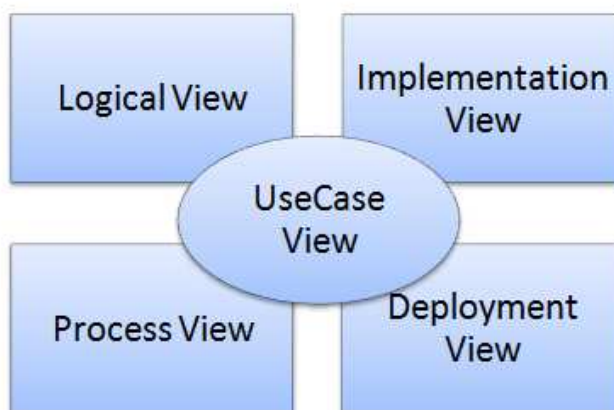 Logical View
Implementation
View
UseCase
View
Process View
Deployment
View